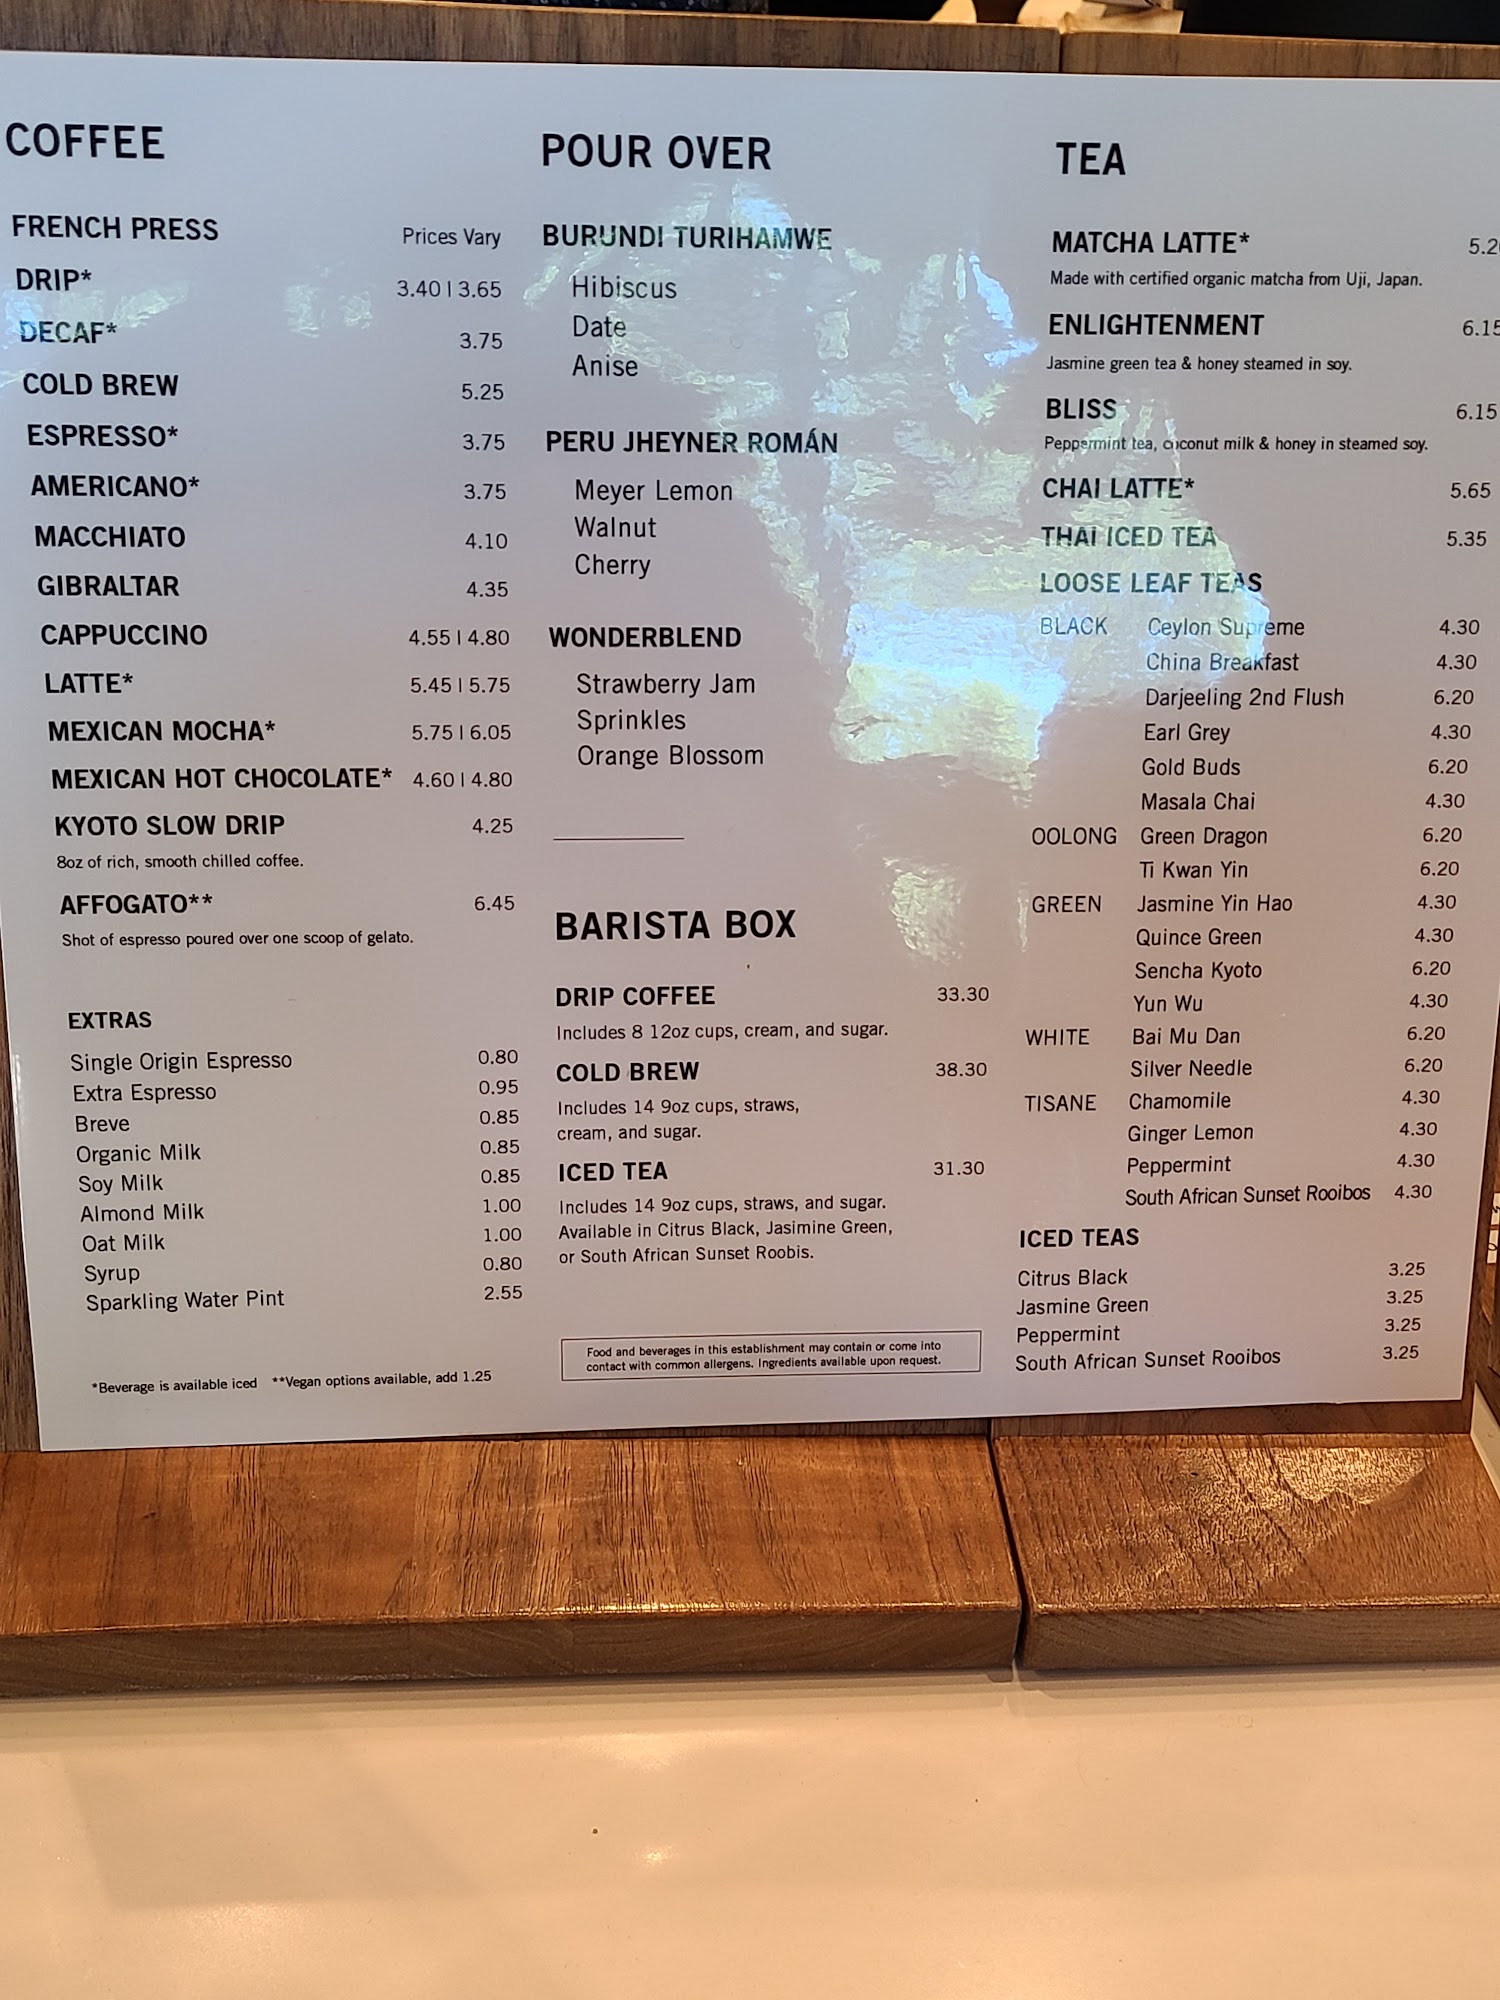 COFFEE
FRENCH PRESS Prices Vary
DRIP* 3.40 | 3.65
DECAF* 3.75
COLD BREW 5.25
ESPRESSO* 3.75
AMERICANO* 3.75
MACCHIATO 4.10
GIBRALTAR 4.35
CAPPUCCINO 4.55 | 4.80
LATTE* 5.45 | 5.75
MEXICAN MOCHA* 5.75 | 6.05
MEXICAN HOT CHOCOLATE* 4.60 | 4.80
KYOTO SLOW DRIP 4.25
8oz of rich, smooth chilled coffee.
AFFOGATO** 6.45
Shot of espresso poured over one scoop of gelato.
EXTRAS
Single Origin Espresso 0.80
Extra Espresso 0.95
Breve 0.85
Organic Milk 0.85
Soy Milk 0.85
Almond Milk 1.00
Oat Milk 1.00
Syrup 0.80
Sparkling Water Pint 2.55
*Beverage is available iced **Vegan options available, add 1.25
POUR OVER
BURUNDI TURIHAMWE
Hibiscus
Date
Anise
PERU JHEYNER ROMÁN
Meyer Lemon
Walnut
Cherry
WONDERBLEND
Strawberry Jam
Sprinkles
Orange Blossom
BARISTA BOX
DRIP COFFEE 33.30
Includes 8 12oz cups, cream, and sugar.
COLD BREW 38.30
Includes 14 9oz cups, straws,
cream, and sugar.
ICED TEA 31.30
Includes 14 9oz cups, straws, and sugar.
Available in Citrus Black, Jasimine Green,
or South African Sunset Roobis.
Food and beverages in this establishment may contain or come into
contact with common allergens. Ingredients available upon request.
TEA
MATCHA LATTE*
Made with certified organic matcha from Uji, Japan.
ENLIGHTENMENT 6.15
Jasmine green tea & honey steamed in soy.
BLISS 6.15
Peppermint tea, coconut milk & honey in steamed soy.
CHAI LATTE* 5.65
THAI ICED TEA 5.35
LOOSE LEAF TEAS
BLACK Ceylon Supreme 4.30
China Breakfast 4.30
Darjeeling 2nd Flush 6.20
Earl Grey 4.30
Gold Buds 6.20
Masala Chai 4.30
OOLONG Green Dragon 6.20
Ti Kwan Yin 6.20
GREEN Jasmine Yin Hao 4.30
Quince Green 4.30
Sencha Kyoto 6.20
Yun Wu 4.30
WHITE Bai Mu Dan 6.20
Silver Needle 6.20
TISANE Chamomile 4.30
Ginger Lemon 4.30
Peppermint 4.30
South African Sunset Rooibos 4.30
ICED TEAS
Citrus Black 3.25
Jasmine Green 3.25
Peppermint 3.25
South African Sunset Rooibos 3.25